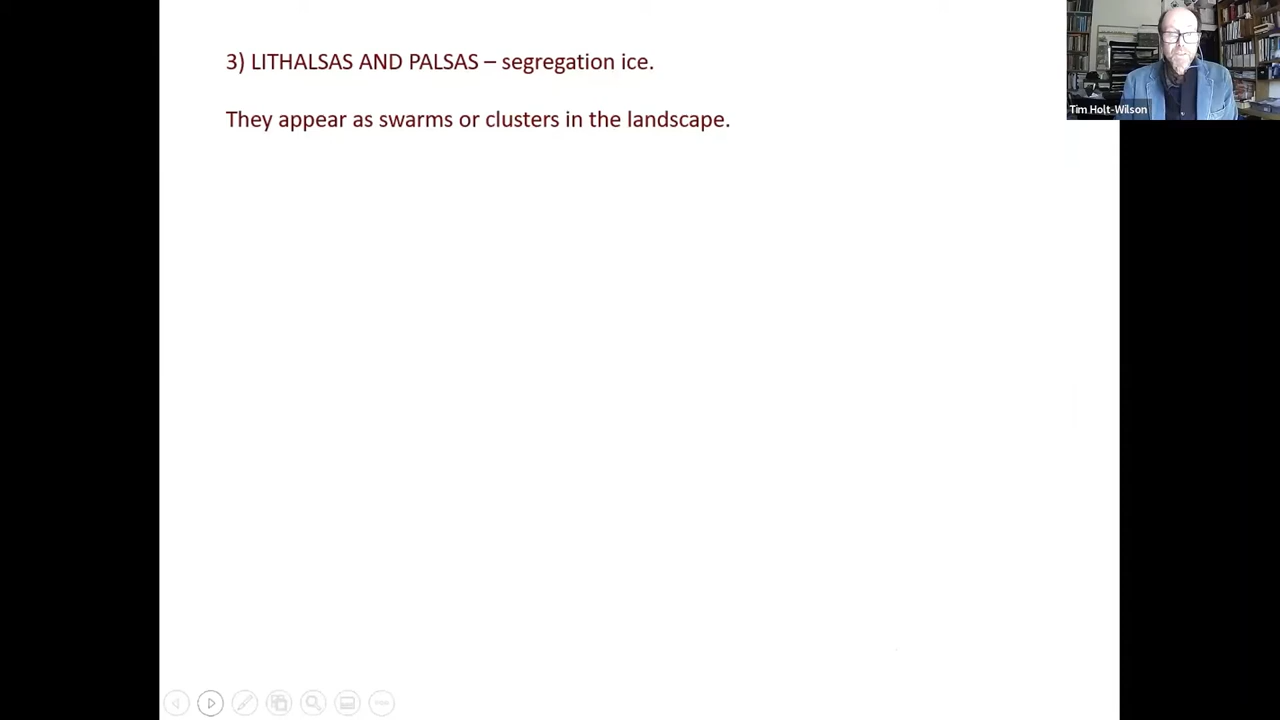 3) LITHALSAS AND PALSAS – segregation ice.
They appear as swarms or clusters in the landscape.
Tim Holt-Wilson